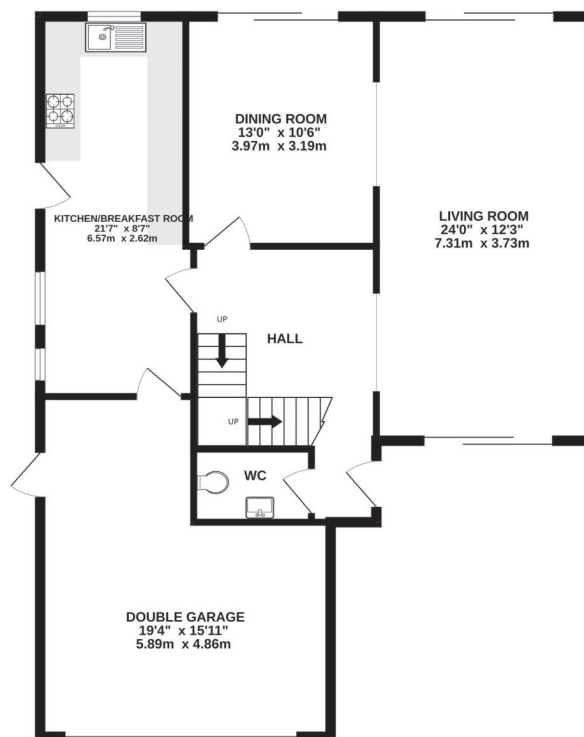 DINING ROOM
13'0" x 10'6"
3.97m x 3.19m
KITCHEN/BREAKFAST ROOM
21'7" x 8'7"
6.57m x 2.62m
LIVING ROOM
24'0" x 12'3"
7.31m x 3.73m
UP
HALL
UP
WC
DOUBLE GARAGE
19'4" x 15'11"
5.89m x 4.86m